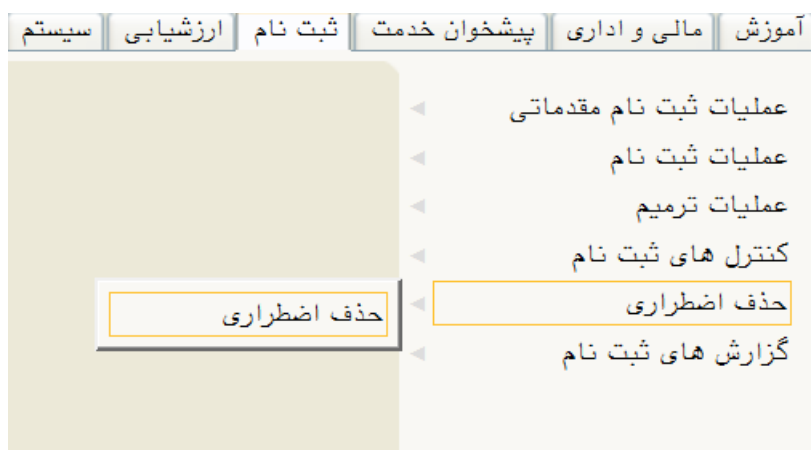 آموزش مالی و اداری پیشخوان خدمت ثبت نام ارزشیابی سیستم
عملیات ثبت نام مقدماتی
عملیات ثبت نام
عملیات ترمیم
کنترل های ثبت نام
حذف اضطراری
حذف اضطراری
گزارش های ثبت نام